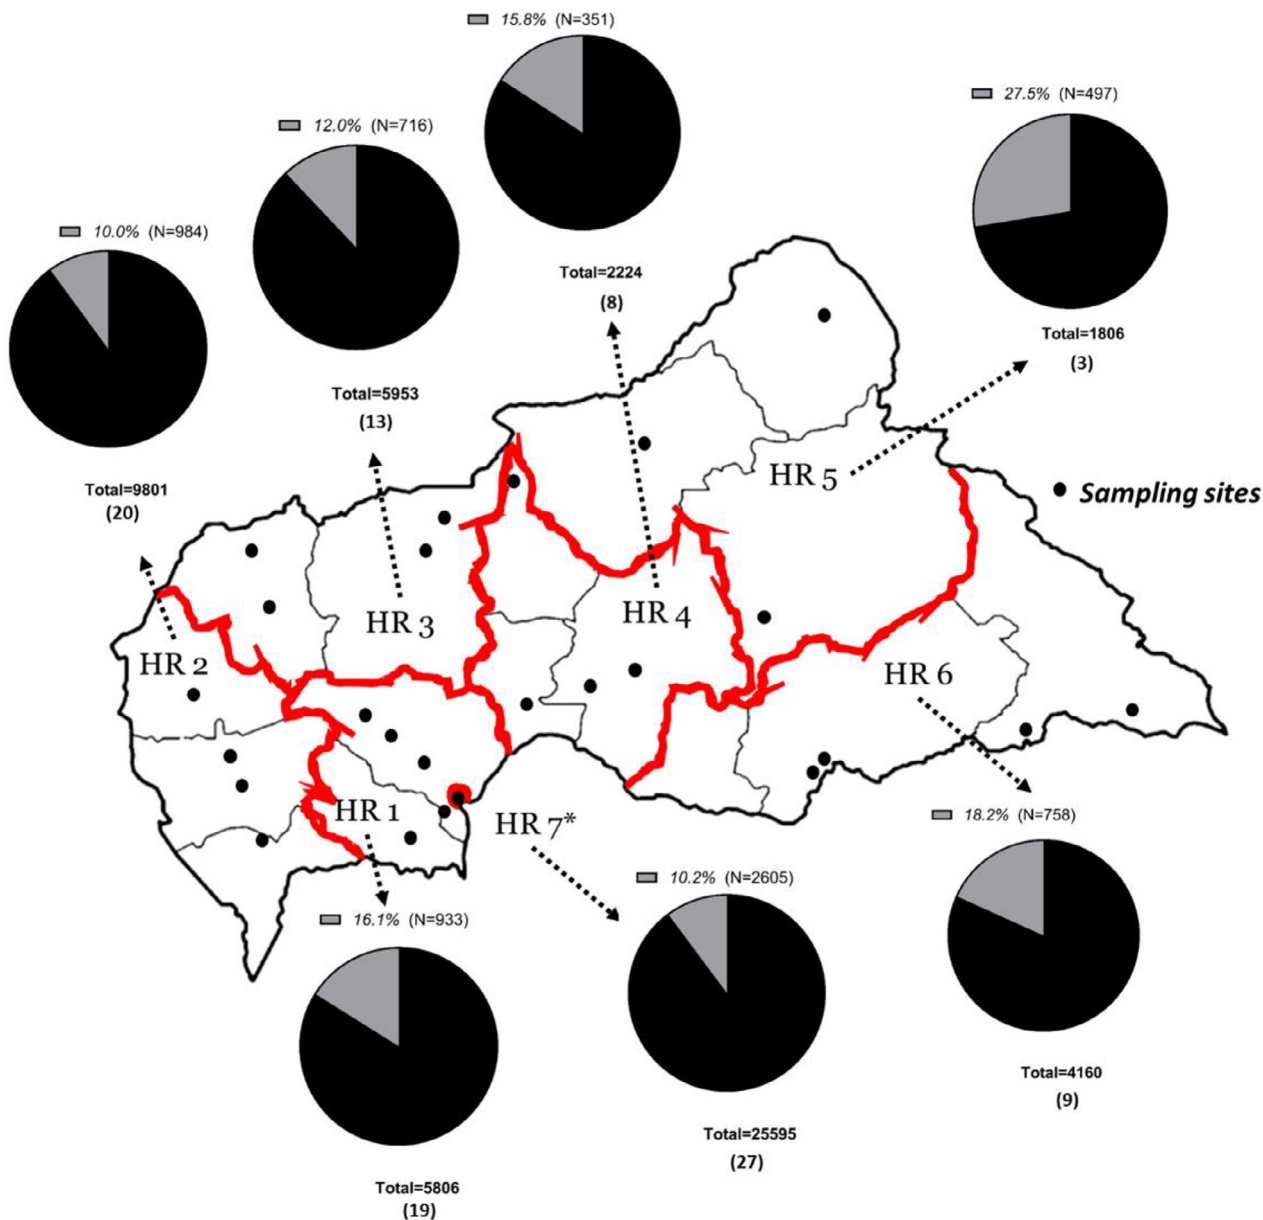 15.8% (N=351)
27.5% (N=497)
12.0% (N=716)
10.0% (N=984)
Total=2224
(8)
Total=1806
(3)
Total=5953
(13)
Total=9801
(20)
HR 5
Sampling sites
HR 3
HR 4
HR 2
HR 6
HR 1
HR 7*
18.2% (N=758)
10.2% (N=2605)
16.1% (N=933)
Total=4160
(9)
Total=25595
(27)
Total=5806
(19)